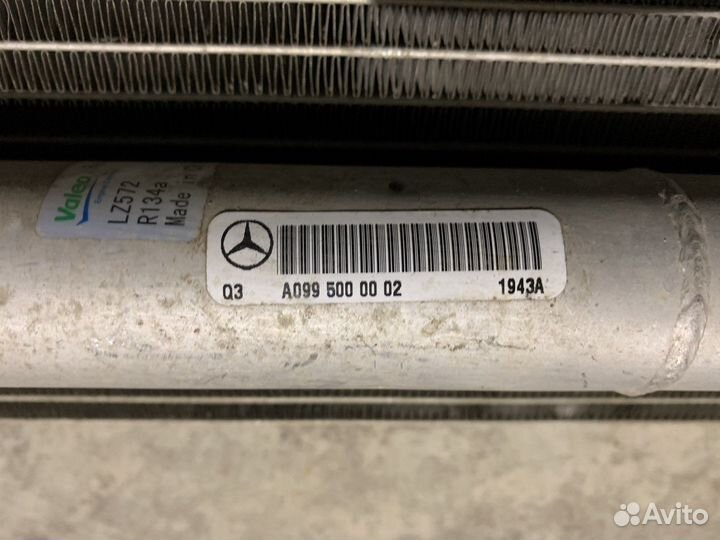 Valeo
LZ572
R134a
Made in
Q3 A099 500 00 02 1943A
Avito